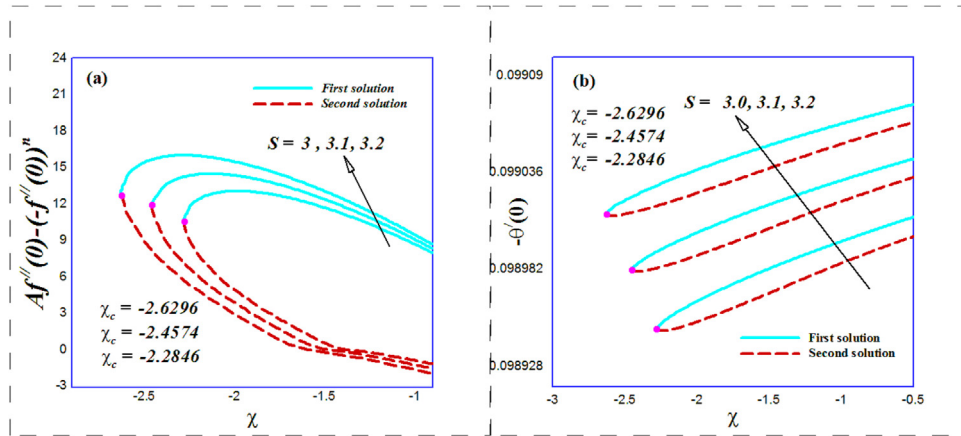 (a)
24
21
18
15
12
9
6
3
0
-3
Af′′(0)-(-f′′(0))ⁿ
First solution
Second solution
S = 3 , 3.1, 3.2
χc = -2.6296
χc = -2.4574
χc = -2.2846
-2.5
-2
-1.5
-1
χ
(b)
0.09909
0.099036
0.098982
0.098928
-θ′(0)
χc = -2.6296
χc = -2.4574
χc = -2.2846
S = 3.0, 3.1, 3.2
First solution
Second solution
-3
-2.5
-2
-1.5
-1
-0.5
χ